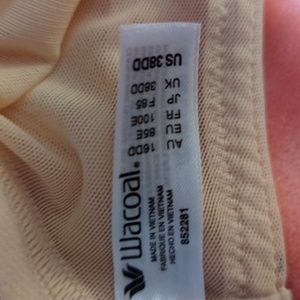 US 38DD
UK 38DD
JP F85
FR 100E
EU 85E
AU 16DD
Wacoal.
MADE IN VIETNAM
FABRIQUE EN VIETNAM
HECHO EN VIETNAM
852281